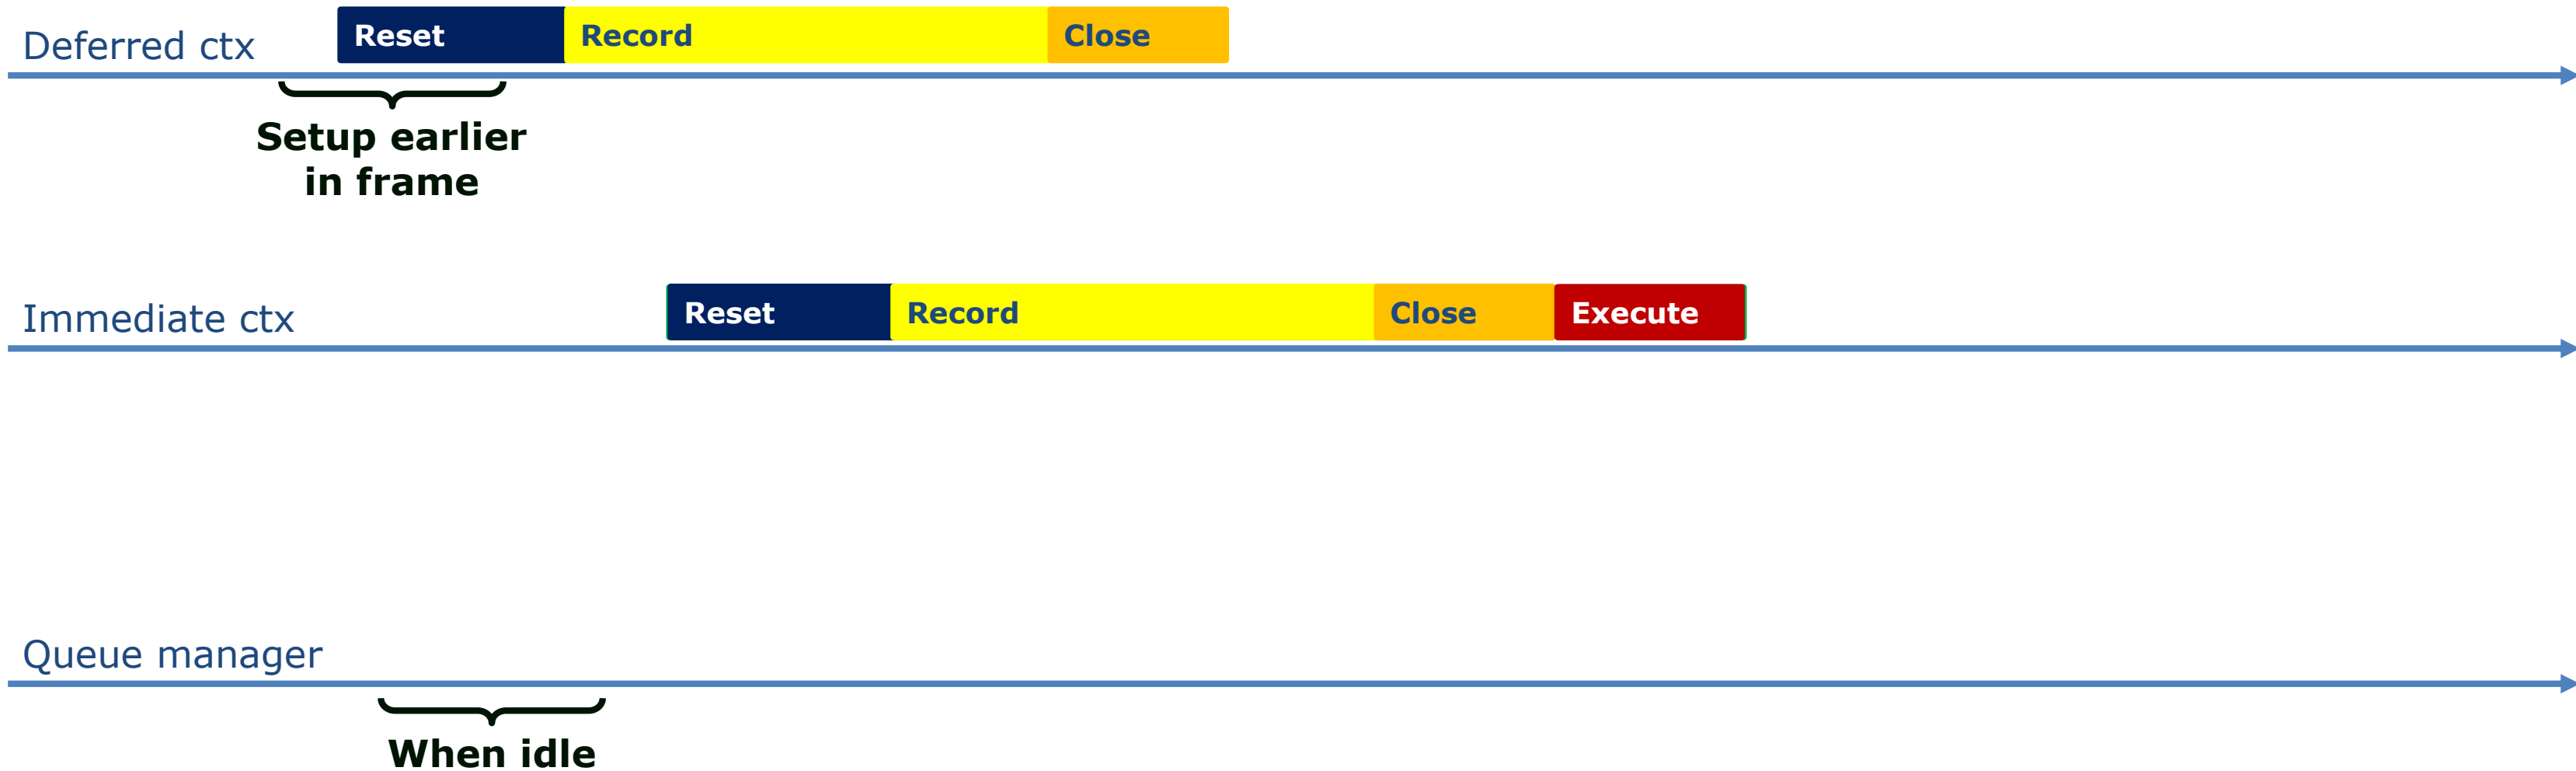 Deferred ctx
Reset
Record
Close
Setup earlier
in frame
Immediate ctx
Reset
Record
Close
Execute
Queue manager
When idle